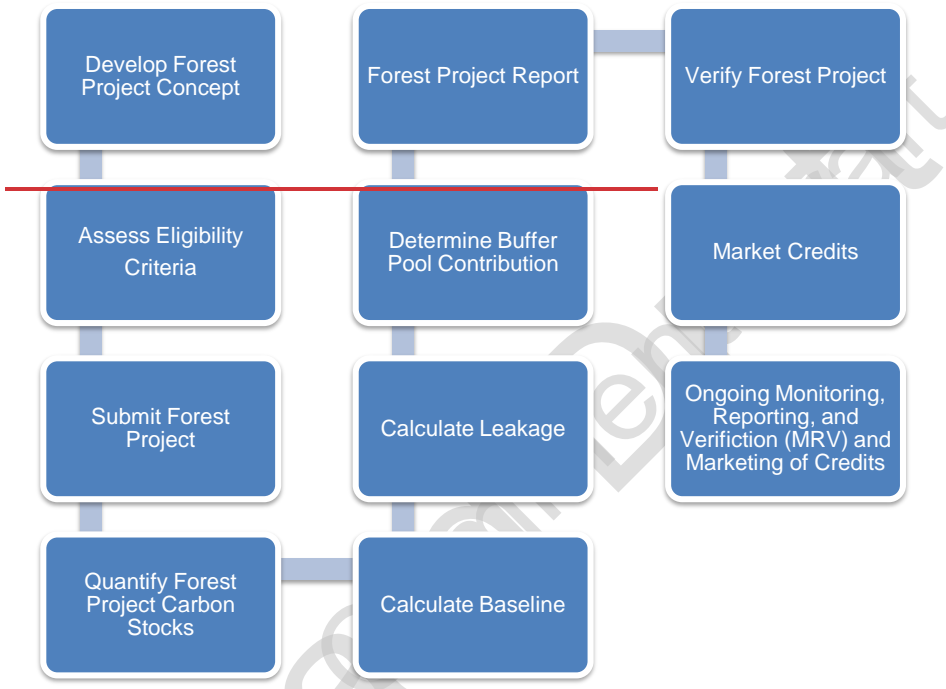 Develop Forest
Project Concept
Assess Eligibility
Criteria
Submit Forest
Project
Quantify Forest
Project Carbon
Stocks
Calculate Baseline
Calculate Leakage
Determine Buffer
Pool Contribution
Forest Project Report
Verify Forest Project
Market Credits
Ongoing Monitoring,
Reporting, and
Verifiction (MRV) and
Marketing of Credits